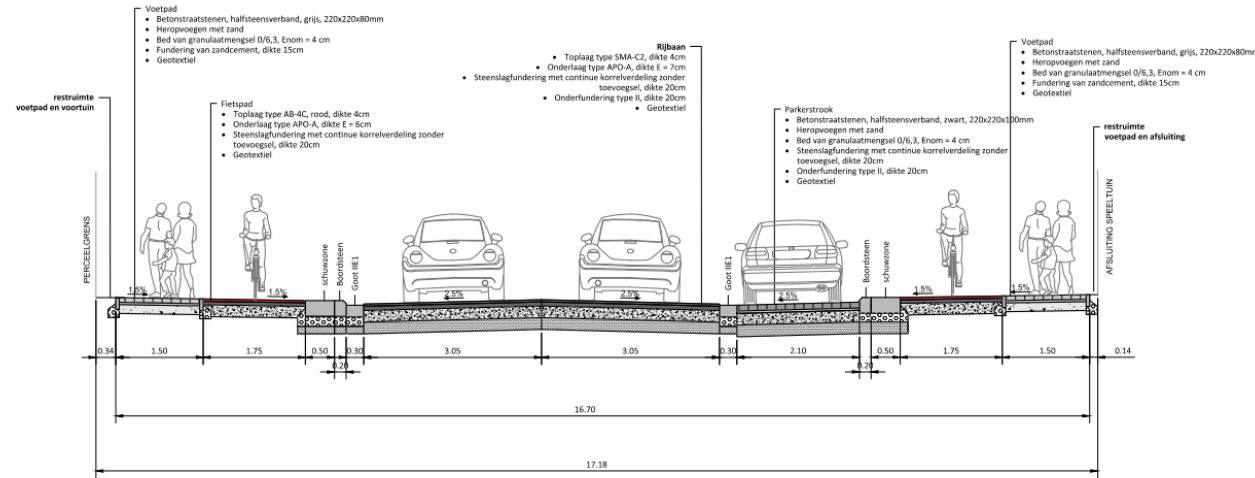 Voetpad
• Betonstraatstenen, halfsteensverband, grijs, 220x220x80mm
• Heropvoegen met zand
• Bed van granulaatmengsel 0/6,3, Enom = 4 cm
• Fundering van zandcement, dikte 15cm
• Geotextiel
restruimte
voetpad en voortuin
Fietspad
• Toplaag type AB-4C, rood, dikte 4cm
• Onderlaag type APO-A, dikte E = 6cm
• Steenslagfundering met continue korrelverdeling zonder
toevoegsel, dikte 20cm
• Geotextiel
Rijbaan
• Toplaag type SMA-C2, dikte 4cm
• Onderlaag type APO-A, dikte E = 7cm
• Steenslagfundering met continue korrelverdeling zonder
toevoegsel, dikte 20cm
• Onderfundering type II, dikte 20cm
• Geotextiel
Parkerstrook
• Betonstraatstenen, halfsteensverband, zwart, 220x220x100mm
• Heropvoegen met zand
• Bed van granulaatmengsel 0/6,3, Enom = 4 cm
• Steenslagfundering met continue korrelverdeling zonder
toevoegsel, dikte 20cm
• Onderfundering type II, dikte 20cm
• Geotextiel
Voetpad
• Betonstraatstenen, halfsteensverband, grijs, 220x220x80mm
• Heropvoegen met zand
• Bed van granulaatmengsel 0/6,3, Enom = 4 cm
• Fundering van zandcement, dikte 15cm
• Geotextiel
restruimte
voetpad en afsluiting
PERCEELGRENS
schuwzone
Boordsteen
Goot IIE1
Goot IIE1
Boordsteen
schuwzone
AFSLUITING SPEELTUIN
1.5% 1.5% 2.5% 2.5% 2.5% 1.5% 1.5%
0.34 1.50 1.75 0.50 0.30 3.05 3.05 0.30 2.10 0.50 1.75 1.50 0.14
0.20 0.20
16.70
17.18